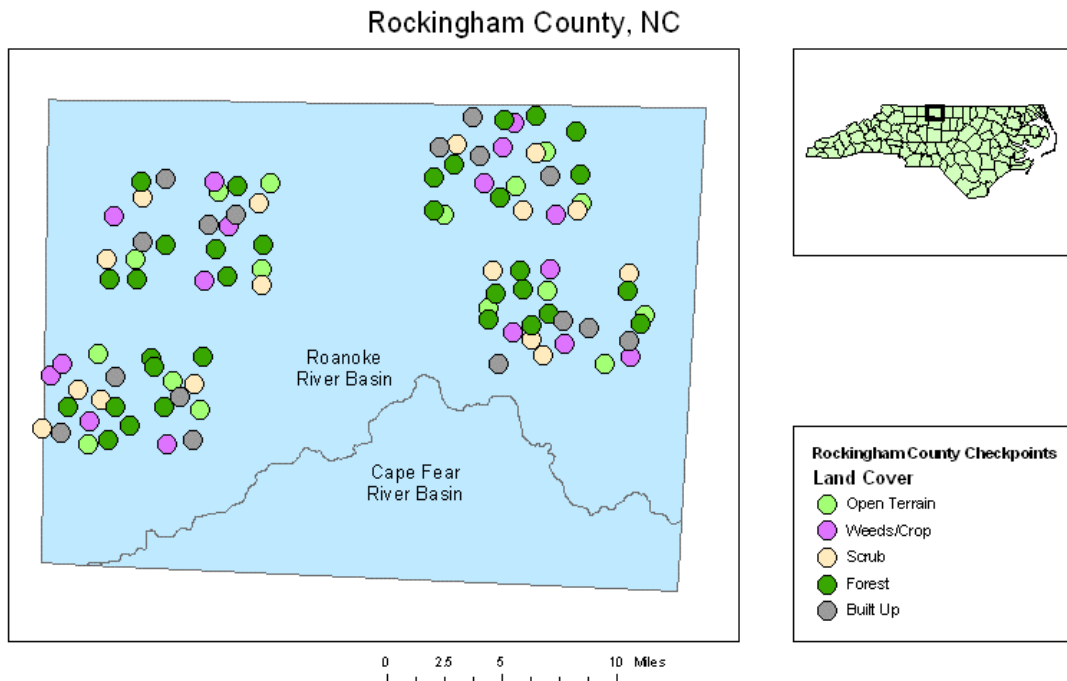 Rockingham County, NC
Roanoke
River Basin
Cape Fear
River Basin
Rockingham County Checkpoints
Land Cover
Open Terrain
Weeds/Crop
Scrub
Forest
Built Up
0 2.5 5 10 Miles